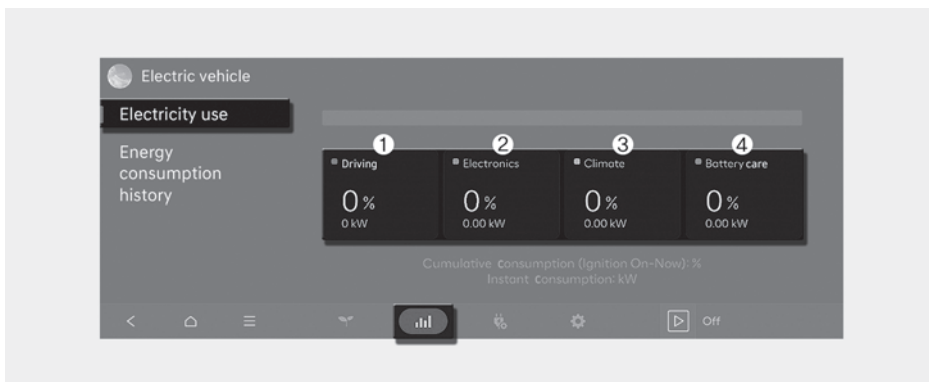 Electric vehicle
Electricity use
Energy
consumption
history
1
2
3
4
Driving
Electronics
Climate
Battery care
0 %
0 %
0 %
0 %
0 kW
0.00 kW
0.00 kW
0.00 kW
Cumulative consumption (Ignition On-Now): %
Instant consumption: kW
Off